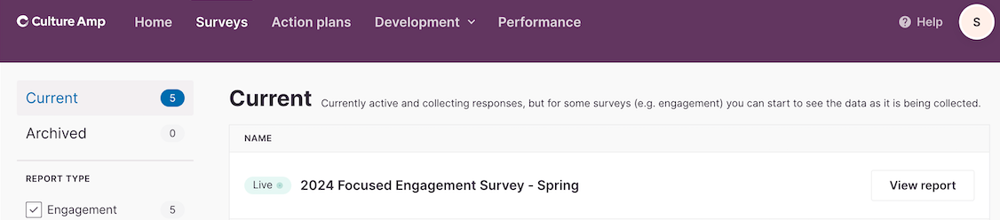 Culture Amp Home Surveys Action plans Development Performance Help S
Current 5
Archived 0
REPORT TYPE
Engagement 5
Current Currently active and collecting responses, but for some surveys (e.g. engagement) you can start to see the data as it is being collected.
NAME
Live 2024 Focused Engagement Survey - Spring View report